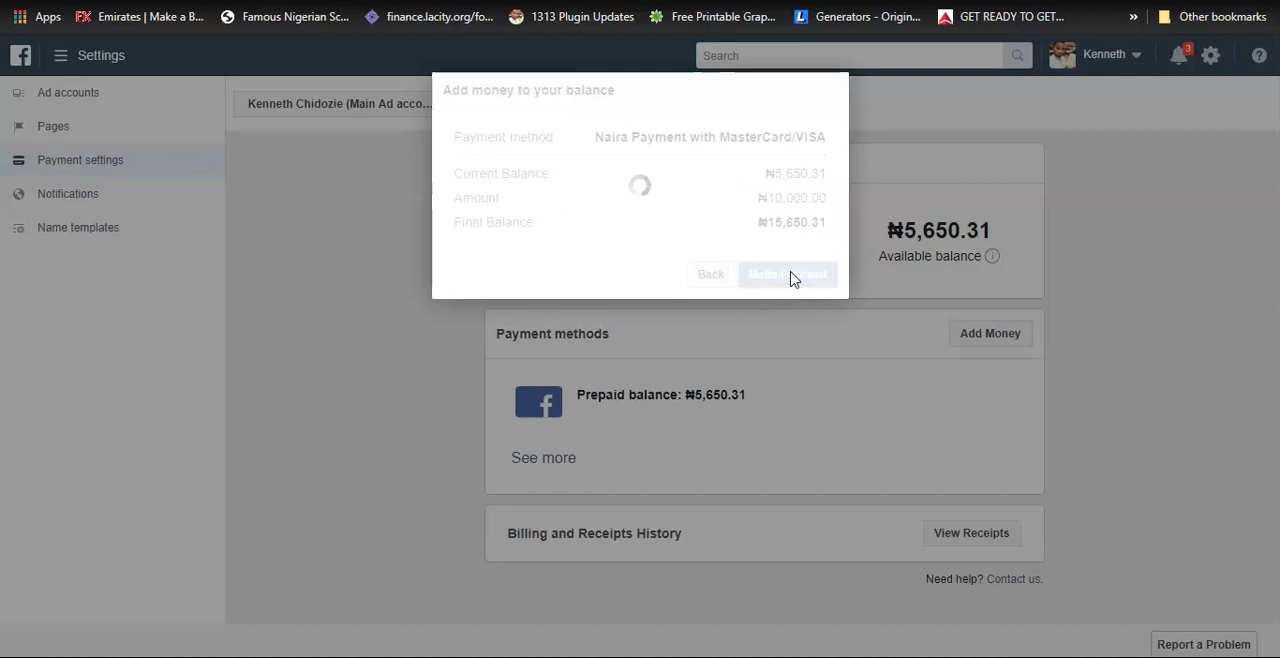 Apps
Emirates | Make a B...
Famous Nigerian Sc...
finance.lacity.org/fo...
1313 Plugin Updates
Free Printable Grap...
Generators - Origin...
GET READY TO GET...
»
Other bookmarks
Settings
Search
Kenneth
3
Ad accounts
Pages
Payment settings
Notifications
Name templates
Kenneth Chidozie (Main Ad acco...
Add money to your balance
Payment method Naira Payment with MasterCard/VISA
Current Balance ₦5,650.31
Amount ₦10,000.00
Final Balance ₦15,650.31
Back
₦5,650.31
Available balance
Payment methods
Add Money
Prepaid balance: ₦5,650.31
See more
Billing and Receipts History
View Receipts
Need help? Contact us.
Report a Problem